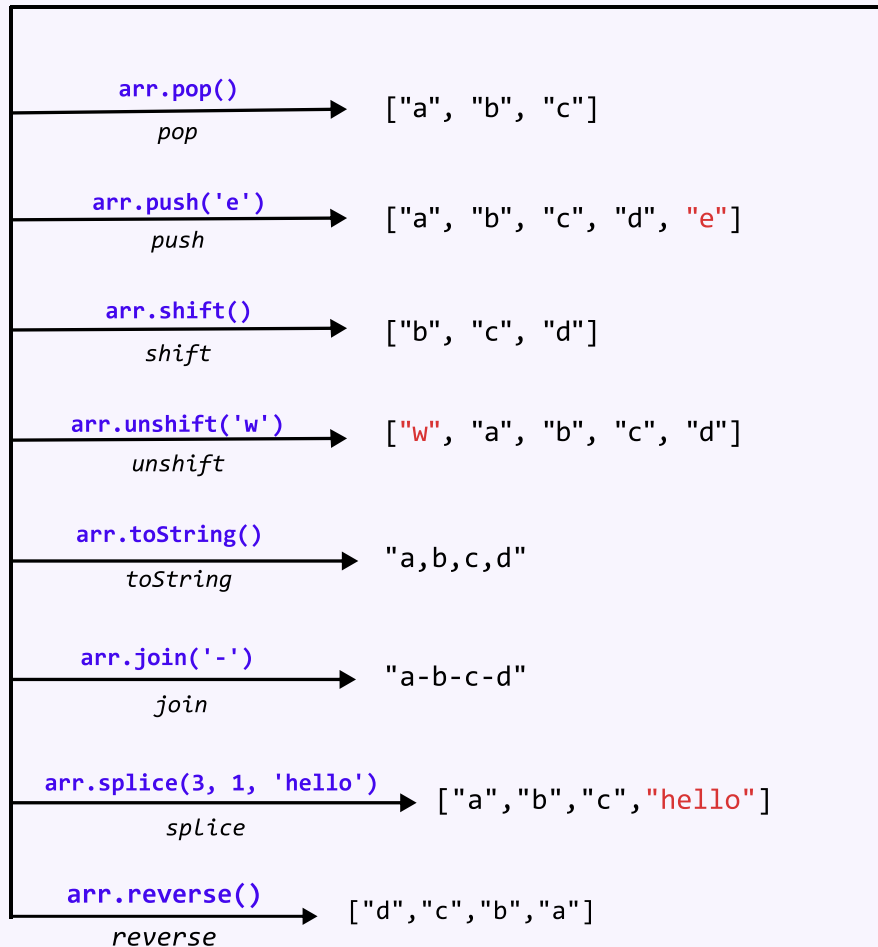 arr.pop()
pop
["a", "b", "c"]
arr.push('e')
push
["a", "b", "c", "d", "e"]
arr.shift()
shift
["b", "c", "d"]
arr.unshift('w')
unshift
["w", "a", "b", "c", "d"]
arr.toString()
toString
"a,b,c,d"
arr.join('-')
join
"a-b-c-d"
arr.splice(3, 1, 'hello')
splice
["a","b","c","hello"]
arr.reverse()
reverse
["d","c","b","a"]